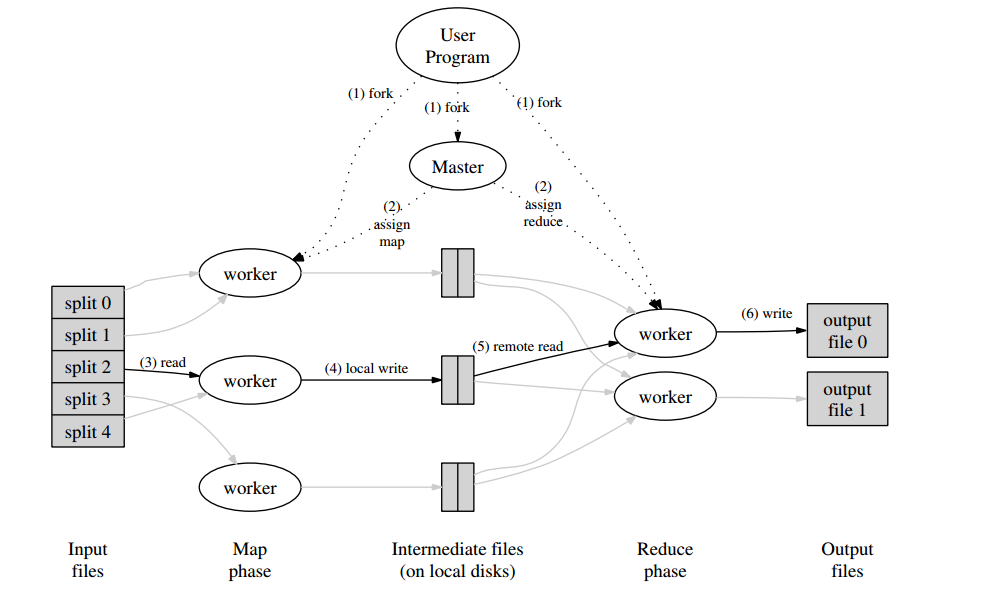 User
Program
(1) fork
(1) fork
(1) fork
Master
(2)
assign
map
(2)
assign
reduce
worker
split 0
split 1
split 2
split 3
split 4
(3) read
worker
(4) local write
(5) remote read
worker
(6) write
output
file 0
worker
output
file 1
worker
Input
files
Map
phase
Intermediate files
(on local disks)
Reduce
phase
Output
files